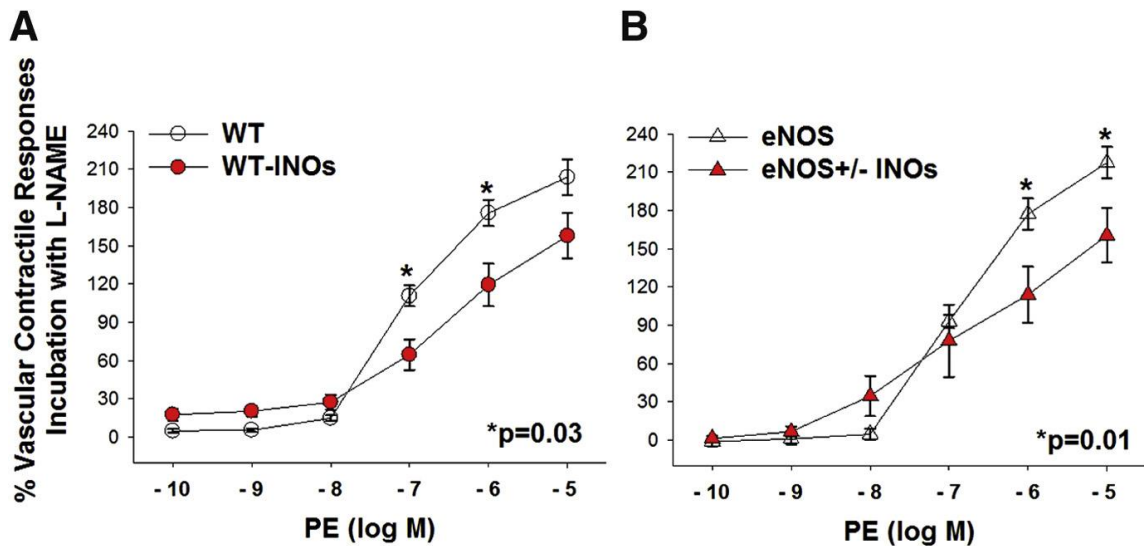 A
% Vascular Contractile Responses
Incubation with L-NAME
240
210
180
150
120
90
60
30
0
WT
WT-INOs
*
*
*p=0.03
- 10
- 9
- 8
- 7
- 6
- 5
PE (log M)
B
240
210
180
150
120
90
60
30
0
eNOS
eNOS+/- INOs
*
*
*p=0.01
- 10
- 9
- 8
- 7
- 6
- 5
PE (log M)